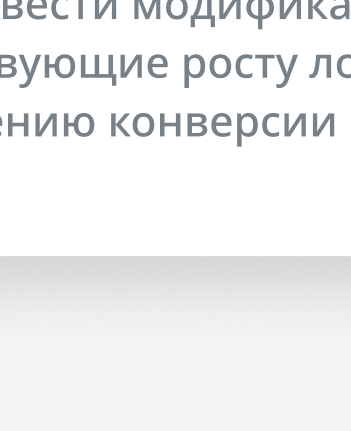 вести модифика
вующие росту ло
ению конверсии